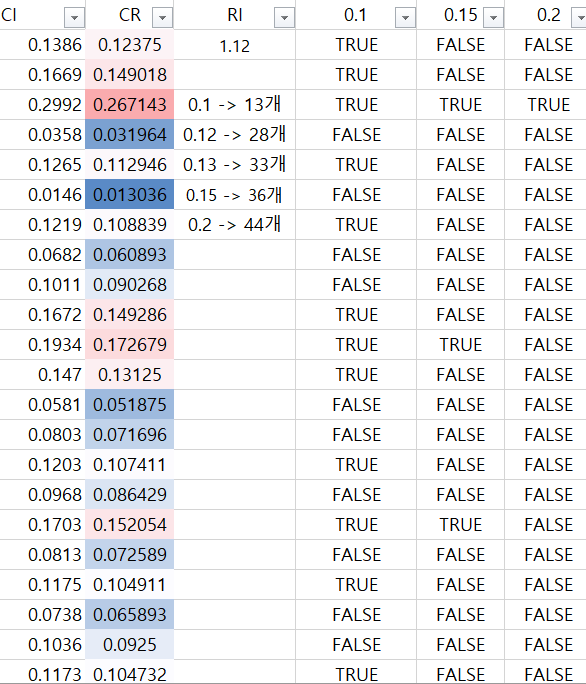 CI CR RI 0.1 0.15 0.2
0.1386 0.12375 1.12 TRUE FALSE FALSE
0.1669 0.149018 TRUE FALSE FALSE
0.2992 0.267143 0.1 -> 13개 TRUE TRUE TRUE
0.0358 0.031964 0.12 -> 28개 FALSE FALSE FALSE
0.1265 0.112946 0.13 -> 33개 TRUE FALSE FALSE
0.0146 0.013036 0.15 -> 36개 FALSE FALSE FALSE
0.1219 0.108839 0.2 -> 44개 TRUE FALSE FALSE
0.0682 0.060893 FALSE FALSE FALSE
0.1011 0.090268 FALSE FALSE FALSE
0.1672 0.149286 TRUE FALSE FALSE
0.1934 0.172679 TRUE TRUE FALSE
0.147 0.13125 TRUE FALSE FALSE
0.0581 0.051875 FALSE FALSE FALSE
0.0803 0.071696 FALSE FALSE FALSE
0.1203 0.107411 TRUE FALSE FALSE
0.0968 0.086429 FALSE FALSE FALSE
0.1703 0.152054 TRUE TRUE FALSE
0.0813 0.072589 FALSE FALSE FALSE
0.1175 0.104911 TRUE FALSE FALSE
0.0738 0.065893 FALSE FALSE FALSE
0.1036 0.0925 FALSE FALSE FALSE
0.1173 0.104732 TRUE FALSE FALSE